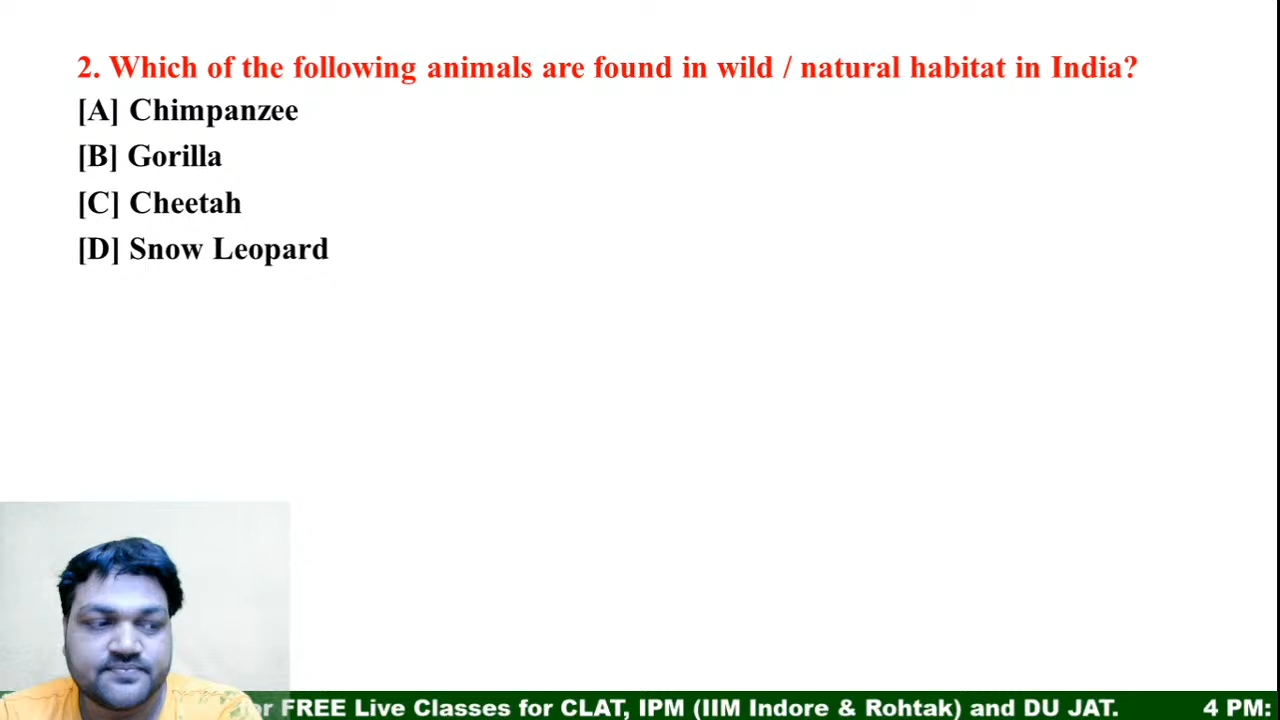 2. Which of the following animals are found in wild / natural habitat in India?
[A] Chimpanzee
[B] Gorilla
[C] Cheetah
[D] Snow Leopard
for FREE Live Classes for CLAT, IPM (IIM Indore & Rohtak) and DU JAT. 4 PM: